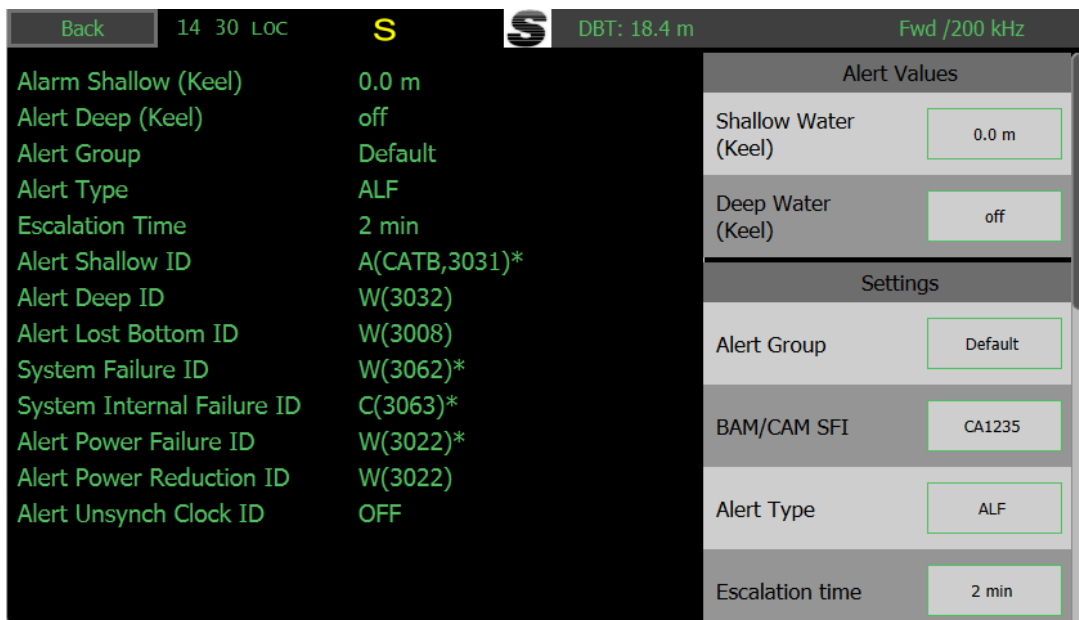 Back 14 30 LOC S S DBT: 18.4 m Fwd /200 kHz
Alarm Shallow (Keel) 0.0 m
Alert Deep (Keel) off
Alert Group Default
Alert Type ALF
Escalation Time 2 min
Alert Shallow ID A(CATB,3031)*
Alert Deep ID W(3032)
Alert Lost Bottom ID W(3008)
System Failure ID W(3062)*
System Internal Failure ID C(3063)*
Alert Power Failure ID W(3022)*
Alert Power Reduction ID W(3022)
Alert Unsynch Clock ID OFF
Alert Values
Shallow Water
(Keel) 0.0 m
Deep Water
(Keel) off
Settings
Alert Group Default
BAM/CAM SFI CA1235
Alert Type ALF
Escalation time 2 min